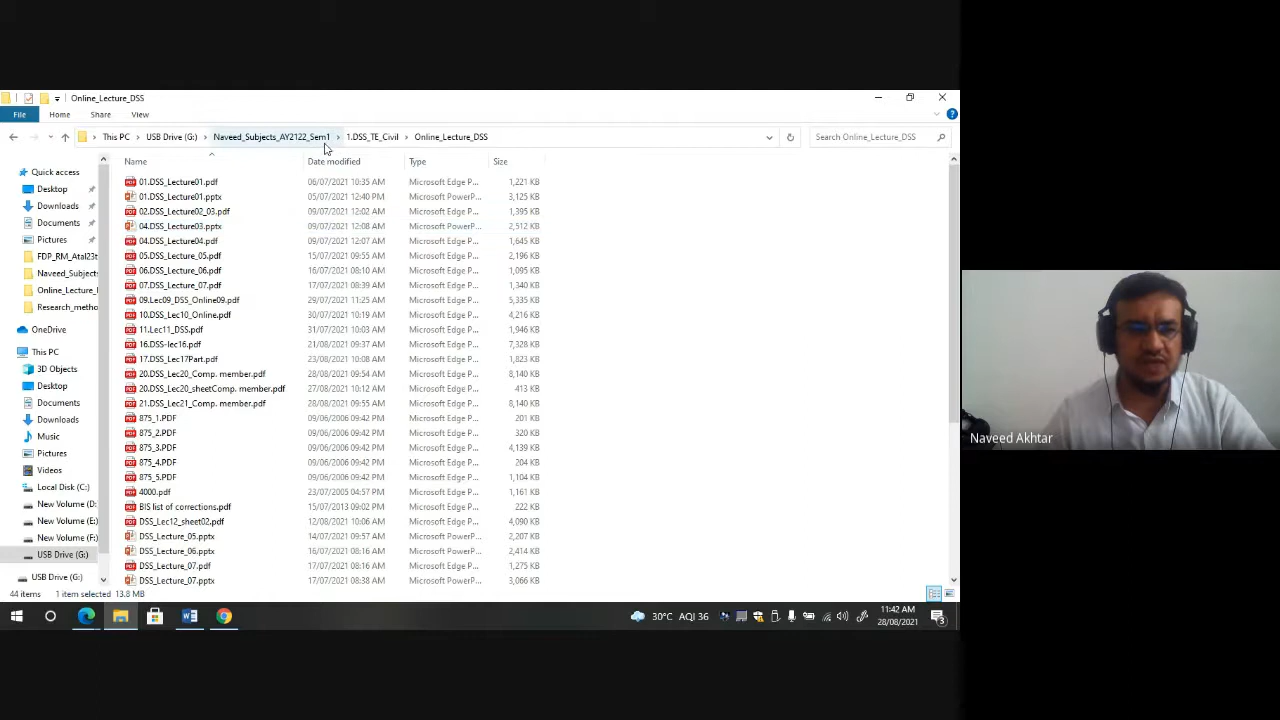 Online_Lecture_DSS
File Home Share View
This PC USB Drive (G:) Naveed_Subjects_AY2122_Sem1 1.DSS_TE_Civil Online_Lecture_DSS Search Online_Lecture_DSS
Name Date modified Type Size
Quick access
Desktop
Downloads
Documents
Pictures
FDP_RM_Atal23t
Naveed_Subjects
Online_Lecture_
Research_metho
OneDrive
This PC
3D Objects
Desktop
Documents
Downloads
Music
Pictures
Videos
Local Disk (C:)
New Volume (D:
New Volume (E:)
New Volume (F:)
USB Drive (G:)
USB Drive (G:)
01.DSS_Lecture01.pdf 06/07/2021 10:35 AM Microsoft Edge P... 1,221 KB
01.DSS_Lecture01.pptx 05/07/2021 12:40 PM Microsoft PowerP... 3,125 KB
02.DSS_Lecture02_03.pdf 09/07/2021 12:02 AM Microsoft Edge P... 1,395 KB
04.DSS_Lecture03.pptx 09/07/2021 12:08 AM Microsoft PowerP... 2,512 KB
04.DSS_Lecture04.pdf 09/07/2021 12:07 AM Microsoft Edge P... 1,645 KB
05.DSS_Lecture_05.pdf 15/07/2021 09:55 AM Microsoft Edge P... 2,196 KB
06.DSS_Lecture_06.pdf 16/07/2021 08:10 AM Microsoft Edge P... 1,095 KB
07.DSS_Lecture_07.pdf 17/07/2021 08:39 AM Microsoft Edge P... 1,340 KB
09.Lec09_DSS_Online09.pdf 29/07/2021 11:25 AM Microsoft Edge P... 5,335 KB
10.DSS_Lec10_Online.pdf 30/07/2021 10:19 AM Microsoft Edge P... 4,216 KB
11.Lec11_DSS.pdf 31/07/2021 10:03 AM Microsoft Edge P... 1,946 KB
16.DSS-lec16.pdf 21/08/2021 09:37 AM Microsoft Edge P... 7,328 KB
17.DSS_Lec17Part.pdf 23/08/2021 10:08 AM Microsoft Edge P... 1,823 KB
20.DSS_Lec20_Comp. member.pdf 28/08/2021 09:54 AM Microsoft Edge P... 8,140 KB
20.DSS_Lec20_sheetComp. member.pdf 27/08/2021 10:12 AM Microsoft Edge P... 413 KB
21.DSS_Lec21_Comp. member.pdf 28/08/2021 09:55 AM Microsoft Edge P... 8,140 KB
875_1.PDF 09/06/2006 09:42 PM Microsoft Edge P... 201 KB
875_2.PDF 09/06/2006 09:42 PM Microsoft Edge P... 320 KB
875_3.PDF 09/06/2006 09:42 PM Microsoft Edge P... 4,139 KB
875_4.PDF 09/06/2006 09:42 PM Microsoft Edge P... 204 KB
875_5.PDF 09/06/2006 09:42 PM Microsoft Edge P... 1,104 KB
4000.pdf 23/07/2005 04:57 PM Microsoft Edge P... 1,161 KB
BIS list of corrections.pdf 15/07/2013 09:02 PM Microsoft Edge P... 222 KB
DSS_Lec12_sheet02.pdf 12/08/2021 10:06 AM Microsoft Edge P... 4,090 KB
DSS_Lecture_05.pptx 14/07/2021 09:57 AM Microsoft PowerP... 2,207 KB
DSS_Lecture_06.pptx 16/07/2021 08:16 AM Microsoft PowerP... 2,414 KB
DSS_Lecture_07.pdf 17/07/2021 08:16 AM Microsoft Edge P... 1,275 KB
DSS_Lecture_07.pptx 17/07/2021 08:38 AM Microsoft PowerP... 3,066 KB
44 items 1 item selected 13.8 MB
30°C AQI 36 11:42 AM
28/08/2021
3
Naveed Akhtar